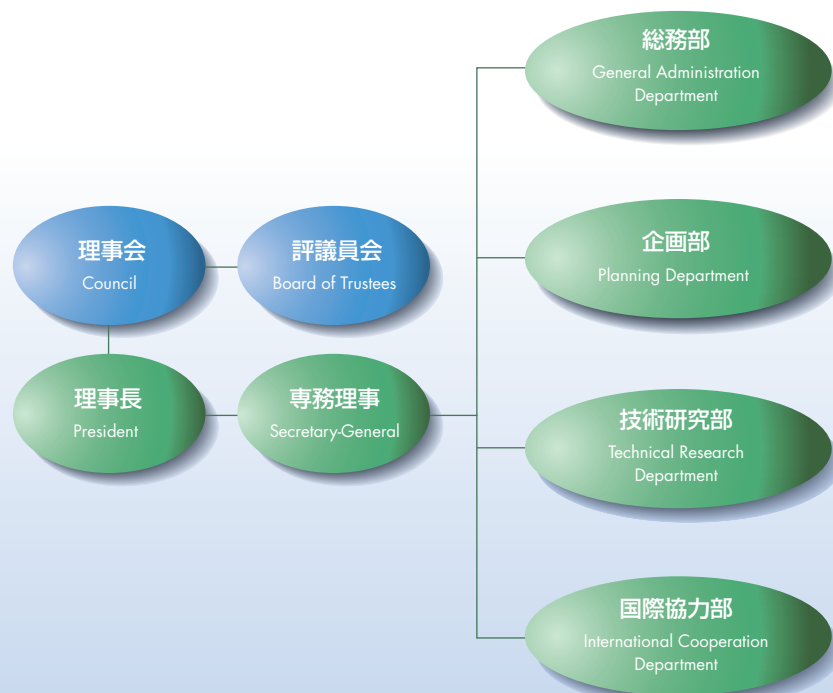 総務部
General Administration
Department
企画部
Planning Department
理事会
Council
評議員会
Board of Trustees
理事長
President
専務理事
Secretary-General
技術研究部
Technical Research
Department
国際協力部
International Cooperation
Department